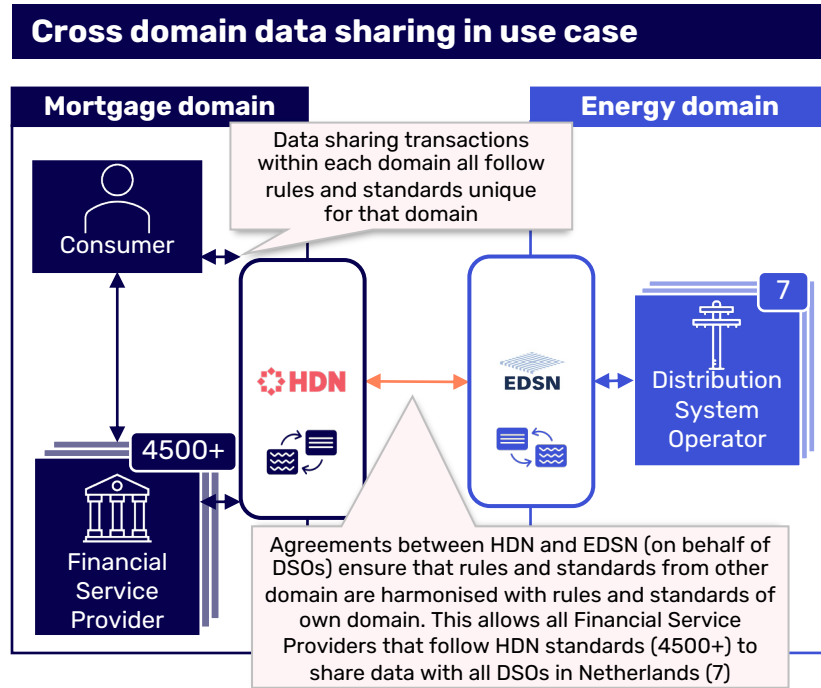 Cross domain data sharing in use case
Mortgage domain
Energy domain
Data sharing transactions
within each domain all follow
rules and standards unique
for that domain
Consumer
7
HDN
EDSN
Distribution
System
Operator
4500+
Financial
Service
Provider
Agreements between HDN and EDSN (on behalf of
DSOs) ensure that rules and standards from other
domain are harmonised with rules and standards of
own domain. This allows all Financial Service
Providers that follow HDN standards (4500+) to
share data with all DSOs in Netherlands (7)